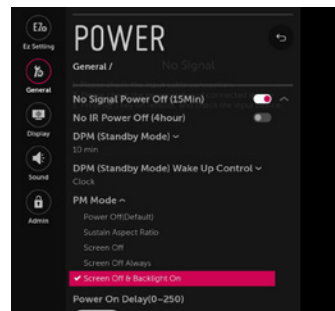 EZo
POWER
Ez Setting
General /
No Signal
General
No Signal Power Off (15Min)
No IR Power Off (4hour)
Display
DPM (Standby Mode)
10 min
Sound
DPM (Standby Mode) Wake Up Control
Clock
Admin
PM Mode
Power Off(Default)
Sustain Aspect Ratio
Screen Off
Screen Off Always
Screen Off & Backlight On
Power On Delay(0~250)